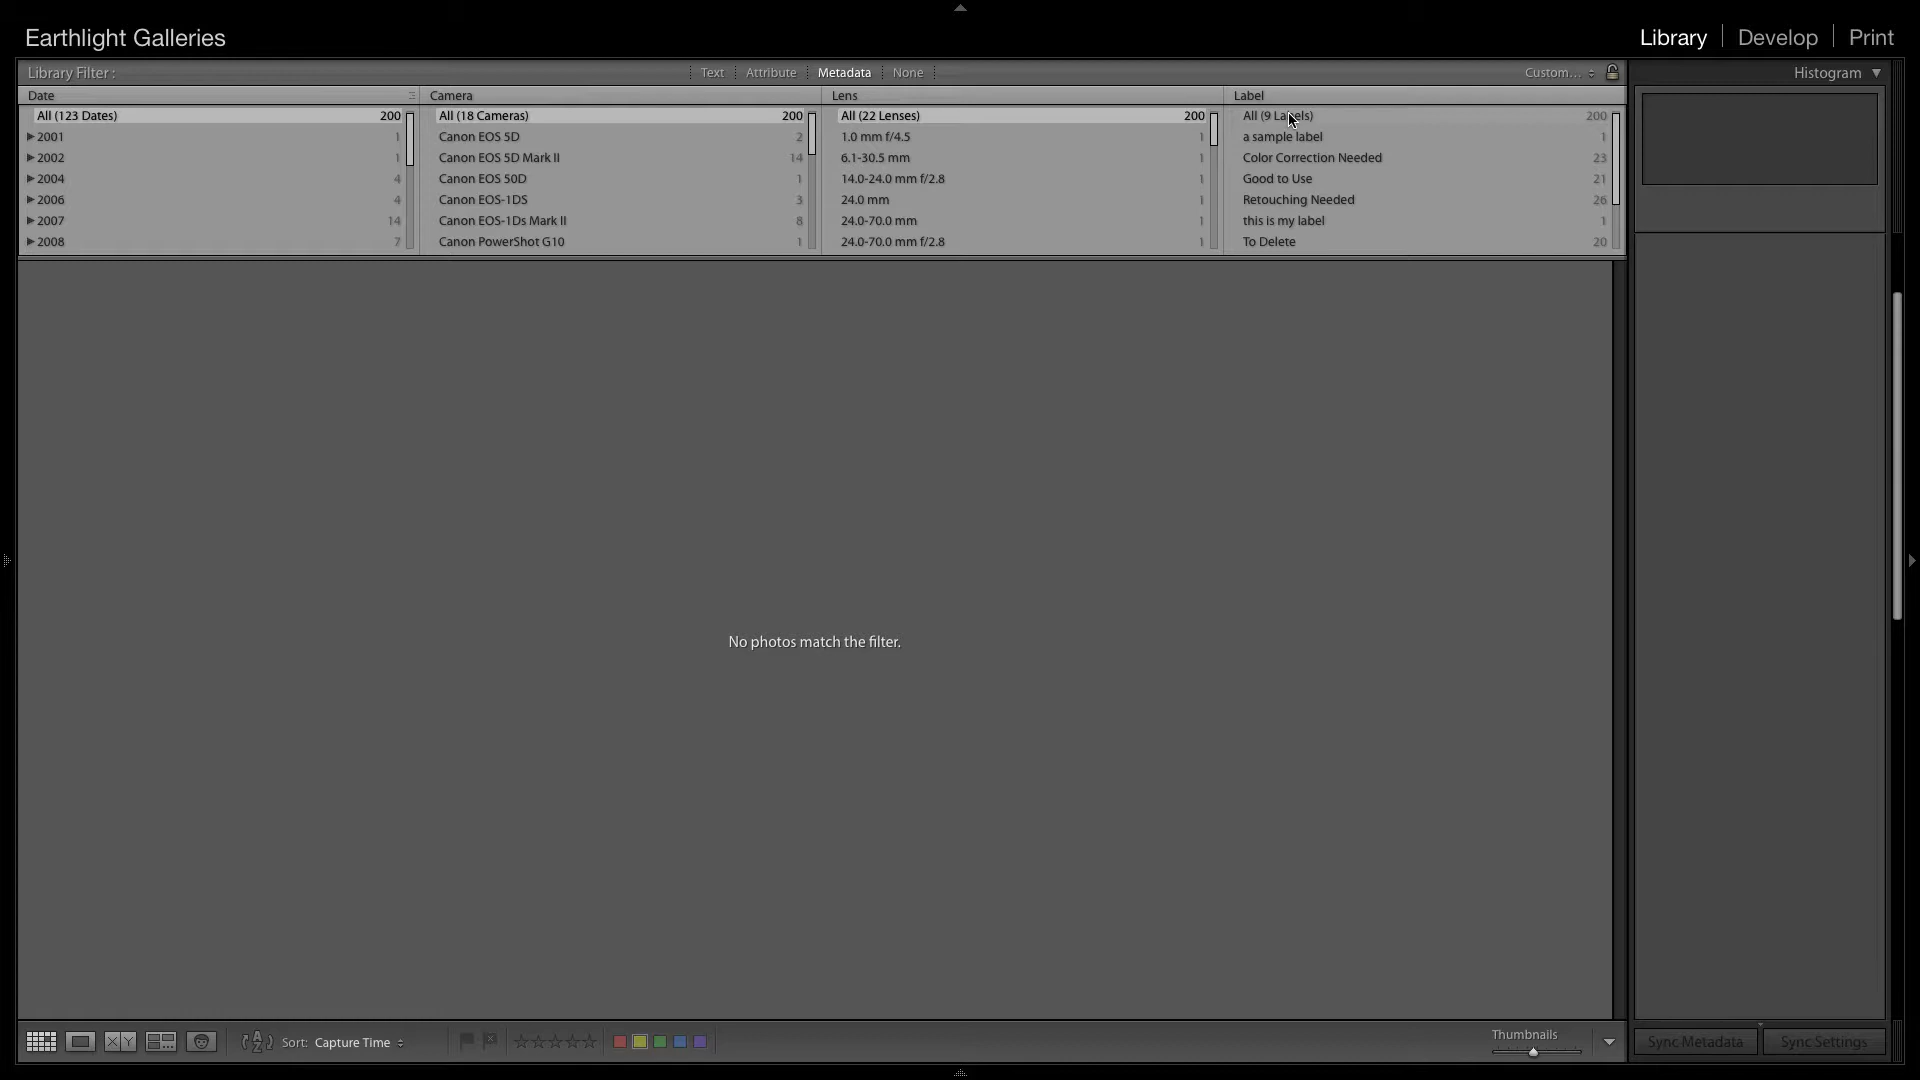 Earthlight Galleries
Library Develop Print
Library Filter : Text Attribute Metadata None Custom...
Histogram
Date Camera Lens Label
All (123 Dates) 200 All (18 Cameras) 200 All (22 Lenses) 200 All (9 Labels) 200
2001 1 Canon EOS 5D 2 1.0 mm f/4.5 1 a sample label 1
2002 1 Canon EOS 5D Mark II 14 6.1-30.5 mm 1 Color Correction Needed 23
2004 4 Canon EOS 50D 1 14.0-24.0 mm f/2.8 1 Good to Use 21
2006 4 Canon EOS-1DS 3 24.0 mm 1 Retouching Needed 26
2007 14 Canon EOS-1Ds Mark II 8 24.0-70.0 mm 1 this is my label 1
2008 7 Canon PowerShot G10 1 24.0-70.0 mm f/2.8 1 To Delete 20
No photos match the filter.
X Y A Z Sort: Capture Time Thumbnails
Sync Metadata Sync Settings